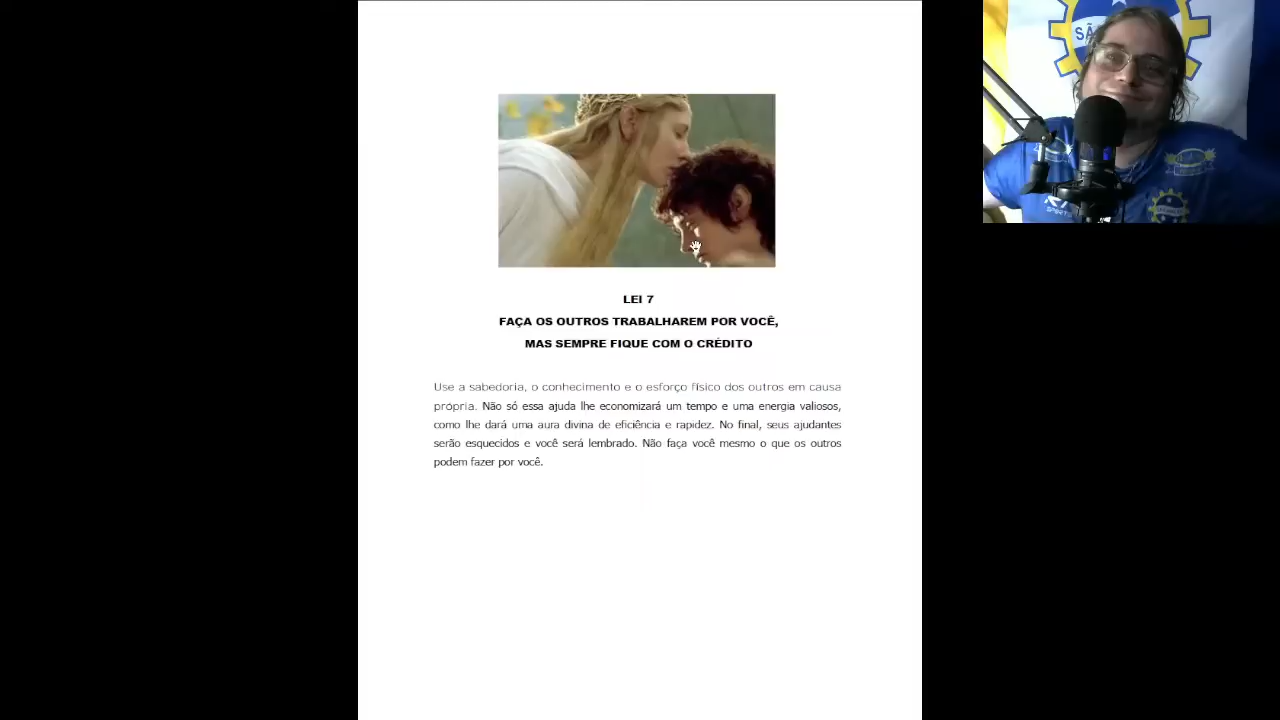 LEI 7
FAÇA OS OUTROS TRABALHAREM POR VOCÊ,
MAS SEMPRE FIQUE COM O CRÉDITO
Use a sabedoria, o conhecimento e o esforço físico dos outros em causa
própria. Não só essa ajuda lhe economizará um tempo e uma energia valiosos,
como lhe dará uma aura divina de eficiência e rapidez. No final, seus ajudantes
serão esquecidos e você será lembrado. Não faça você mesmo o que os outros
podem fazer por você.